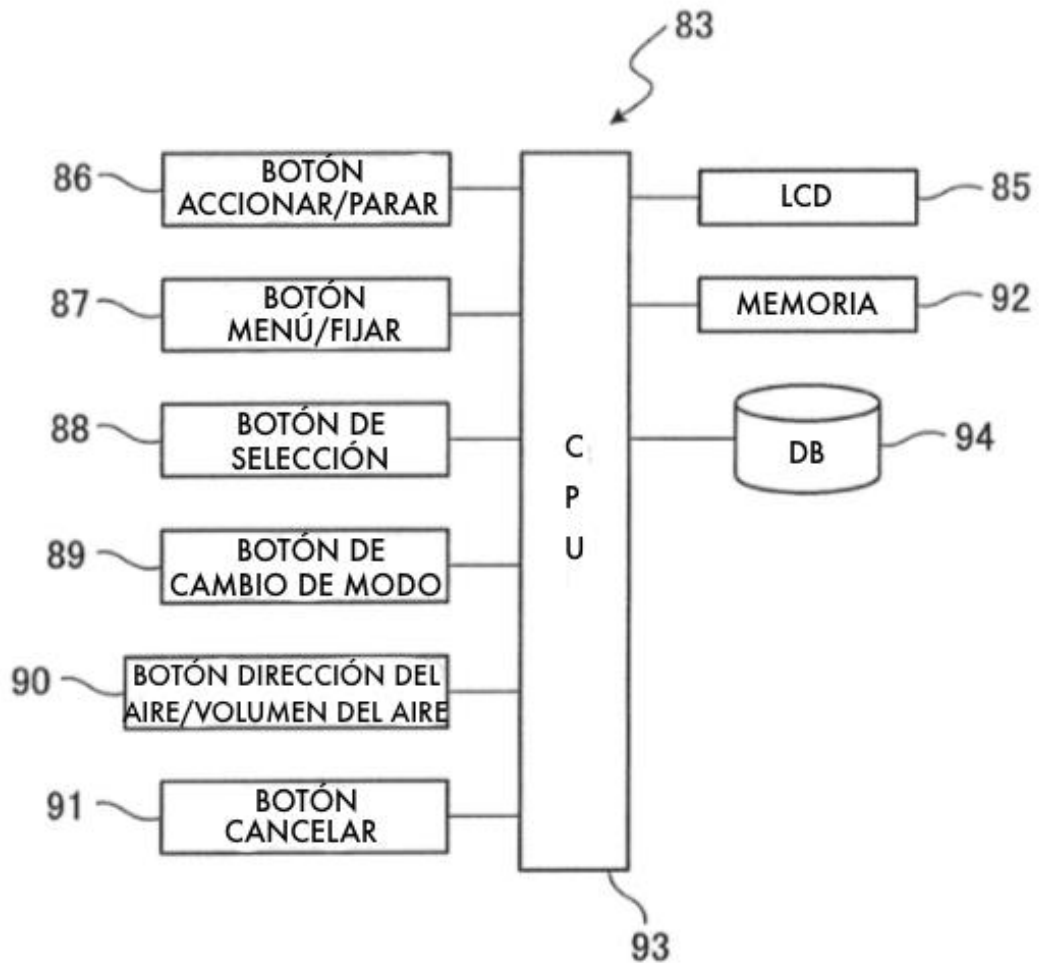 83
86
BOTÓN
ACCIONAR/PARAR
87
BOTÓN
MENÚ/FIJAR
88
BOTÓN DE
SELECCIÓN
89
BOTÓN DE
CAMBIO DE MODO
90
BOTÓN DIRECCIÓN DEL
AIRE/VOLUMEN DEL AIRE
91
BOTÓN
CANCELAR
C
P
U
93
LCD
85
MEMORIA
92
DB
94